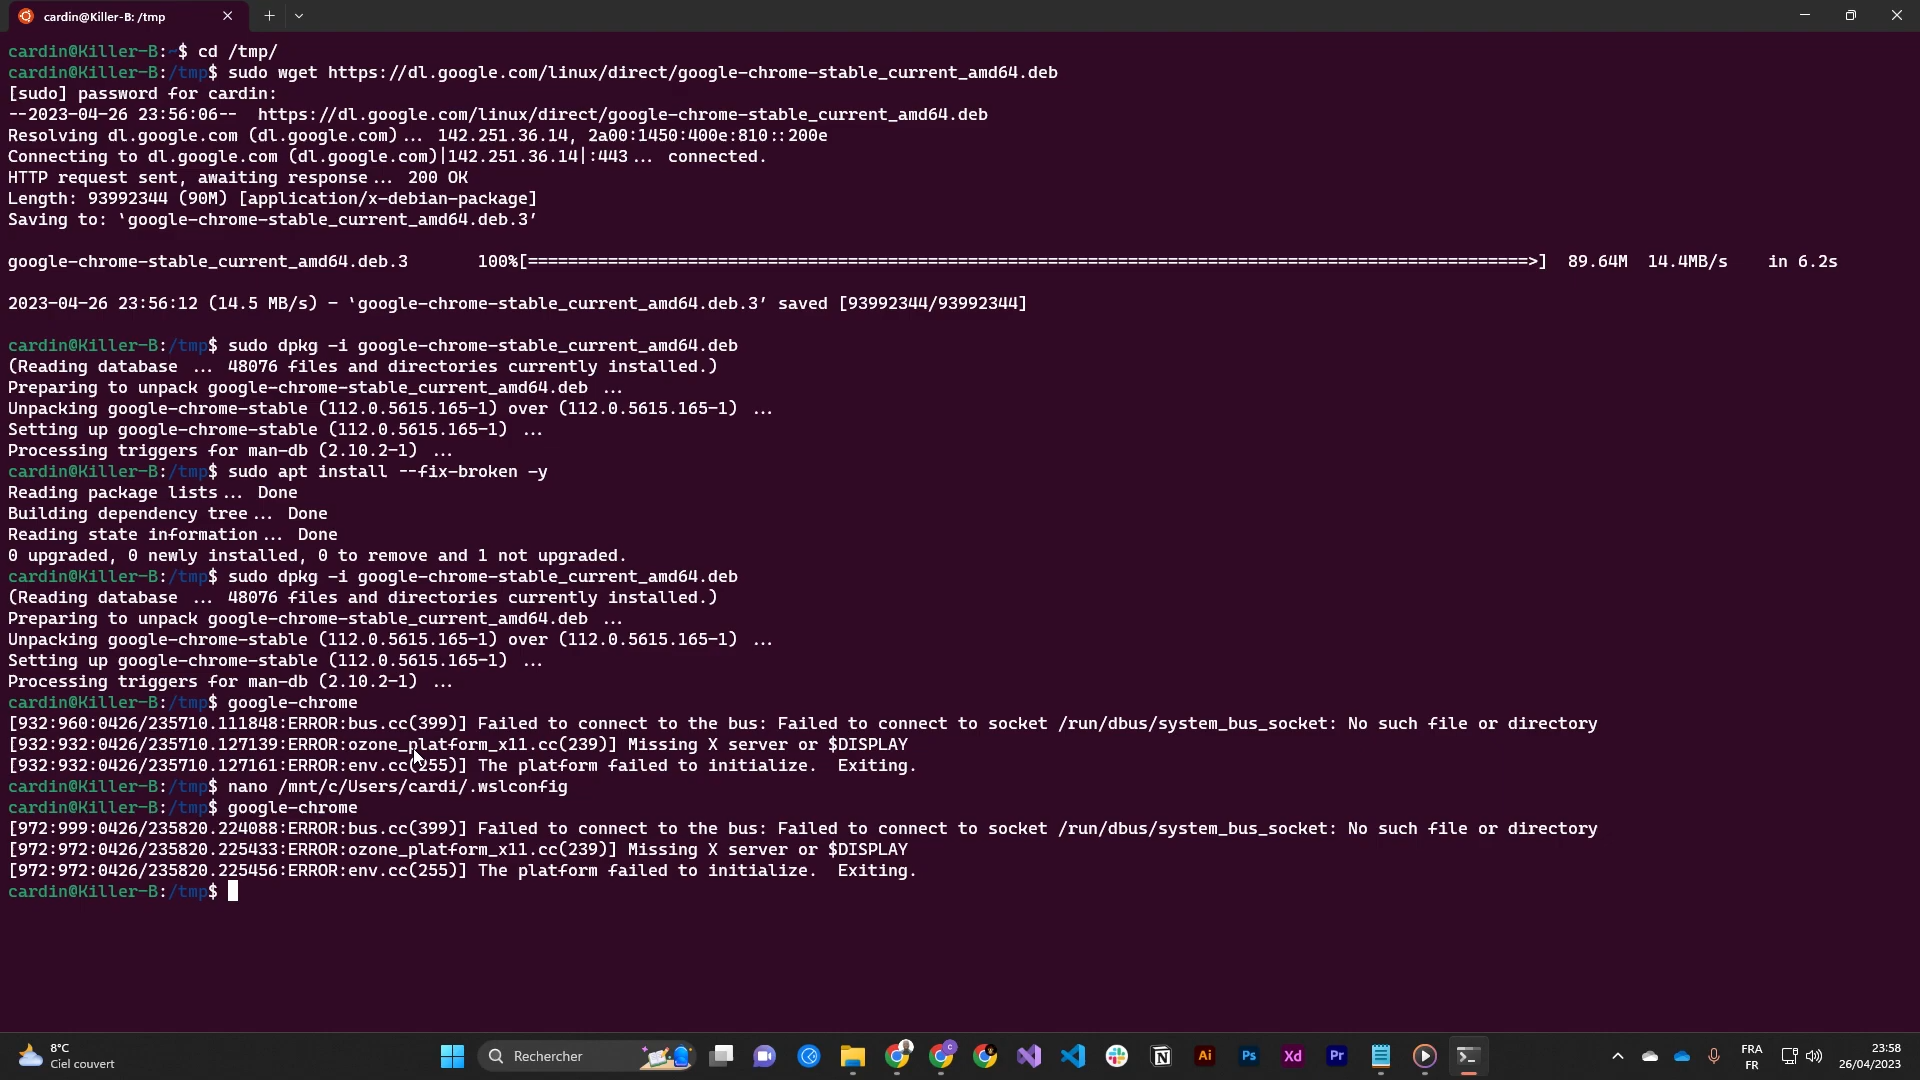 cardin@Killer-B: /tmp
cardin@Killer-B:~$ cd /tmp/
cardin@Killer-B:/tmp$ sudo wget https://dl.google.com/linux/direct/google-chrome-stable_current_amd64.deb
[sudo] password for cardin:
--2023-04-26 23:56:06--  https://dl.google.com/linux/direct/google-chrome-stable_current_amd64.deb
Resolving dl.google.com (dl.google.com)... 142.251.36.14, 2a00:1450:400e:810::200e
Connecting to dl.google.com (dl.google.com)|142.251.36.14|:443... connected.
HTTP request sent, awaiting response... 200 OK
Length: 93992344 (90M) [application/x-debian-package]
Saving to: ‘google-chrome-stable_current_amd64.deb.3’
google-chrome-stable_current_amd64.deb.3       100%[====================================================================================================>]  89.64M  14.4MB/s    in 6.2s
2023-04-26 23:56:12 (14.5 MB/s) - ‘google-chrome-stable_current_amd64.deb.3’ saved [93992344/93992344]
cardin@Killer-B:/tmp$ sudo dpkg -i google-chrome-stable_current_amd64.deb
(Reading database ... 48076 files and directories currently installed.)
Preparing to unpack google-chrome-stable_current_amd64.deb ...
Unpacking google-chrome-stable (112.0.5615.165-1) over (112.0.5615.165-1) ...
Setting up google-chrome-stable (112.0.5615.165-1) ...
Processing triggers for man-db (2.10.2-1) ...
cardin@Killer-B:/tmp$ sudo apt install --fix-broken -y
Reading package lists... Done
Building dependency tree... Done
Reading state information... Done
0 upgraded, 0 newly installed, 0 to remove and 1 not upgraded.
cardin@Killer-B:/tmp$ sudo dpkg -i google-chrome-stable_current_amd64.deb
(Reading database ... 48076 files and directories currently installed.)
Preparing to unpack google-chrome-stable_current_amd64.deb ...
Unpacking google-chrome-stable (112.0.5615.165-1) over (112.0.5615.165-1) ...
Setting up google-chrome-stable (112.0.5615.165-1) ...
Processing triggers for man-db (2.10.2-1) ...
cardin@Killer-B:/tmp$ google-chrome
[932:960:0426/235710.111848:ERROR:bus.cc(399)] Failed to connect to the bus: Failed to connect to socket /run/dbus/system_bus_socket: No such file or directory
[932:932:0426/235710.127139:ERROR:ozone_platform_x11.cc(239)] Missing X server or $DISPLAY
[932:932:0426/235710.127161:ERROR:env.cc(255)] The platform failed to initialize.  Exiting.
cardin@Killer-B:/tmp$ nano /mnt/c/Users/cardi/.wslconfig
cardin@Killer-B:/tmp$ google-chrome
[972:999:0426/235820.224088:ERROR:bus.cc(399)] Failed to connect to the bus: Failed to connect to socket /run/dbus/system_bus_socket: No such file or directory
[972:972:0426/235820.225433:ERROR:ozone_platform_x11.cc(239)] Missing X server or $DISPLAY
[972:972:0426/235820.225456:ERROR:env.cc(255)] The platform failed to initialize.  Exiting.
cardin@Killer-B:/tmp$
8°C
Ciel couvert
Rechercher
Ai
Ps
Xd
Pr
FRA
FR
23:58
26/04/2023